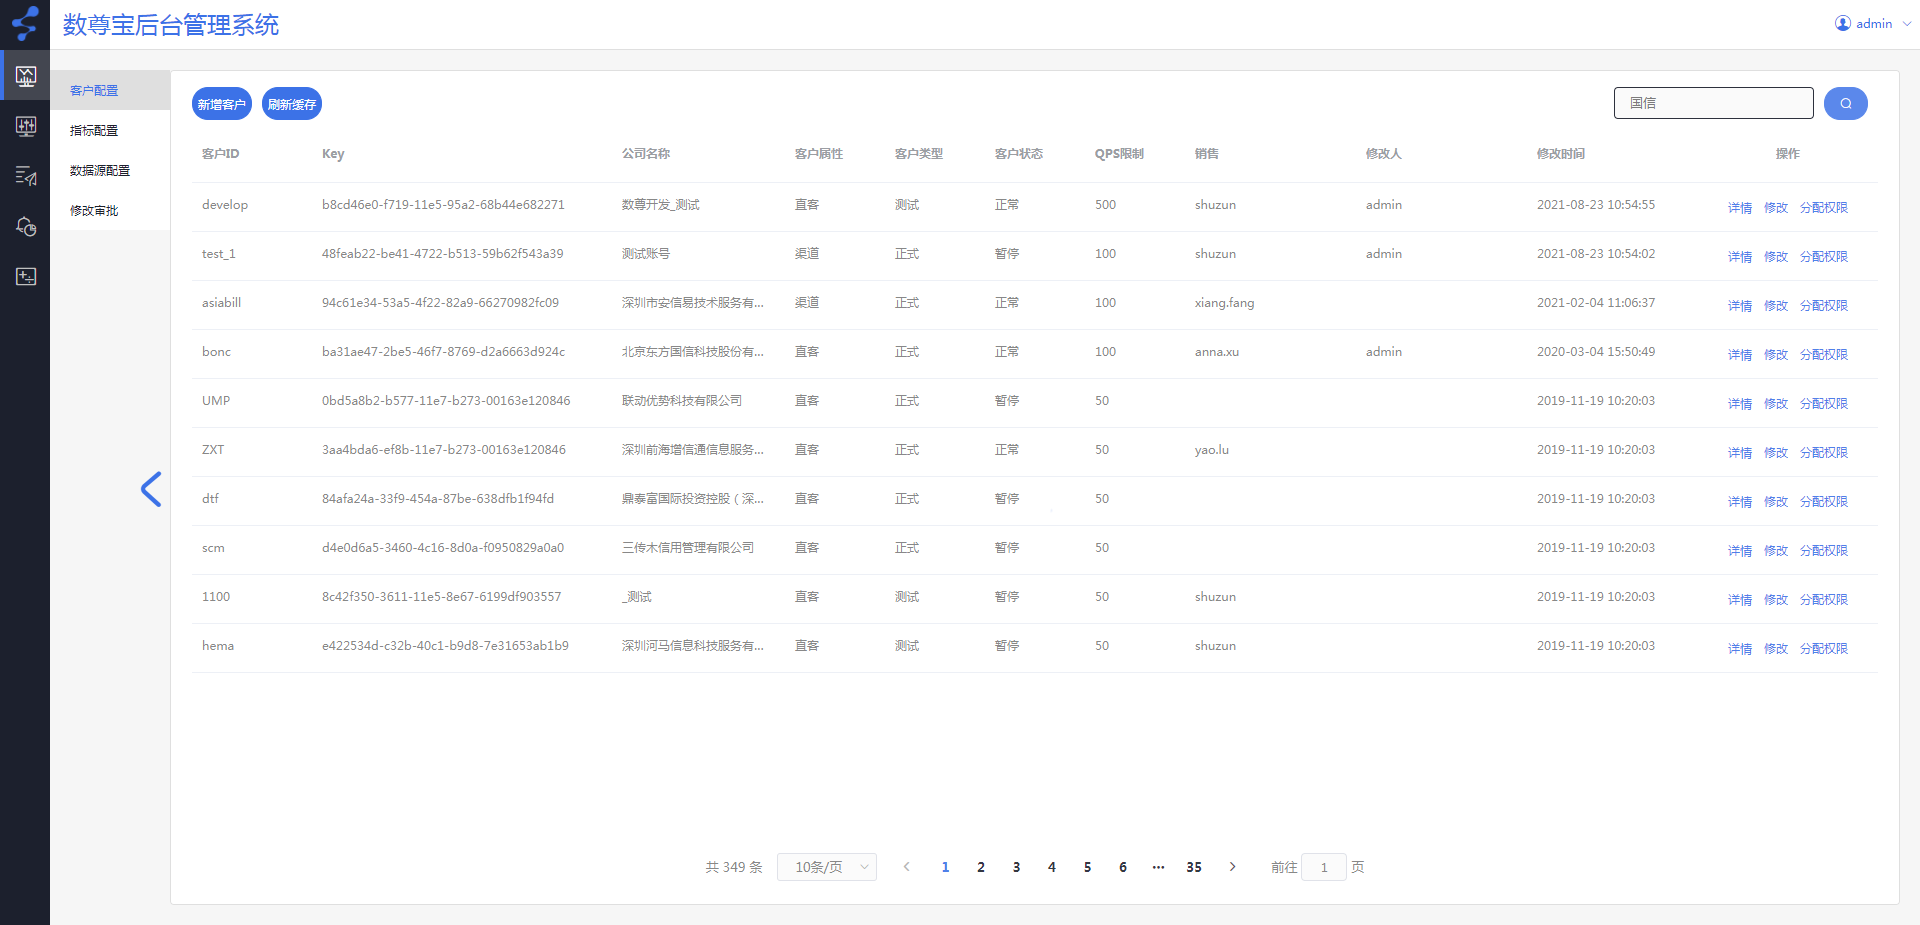 数尊宝后台管理系统
admin
客户配置
指标配置
数据源配置
修改审批
新增客户 刷新缓存 国信
客户ID Key 公司名称 客户属性 客户类型 客户状态 QPS限制 销售 修改人 修改时间 操作
develop b8cd46e0-f719-11e5-95a2-68b44e682271 数尊开发_测试 直客 测试 正常 500 shuzun admin 2021-08-23 10:54:55 详情 修改 分配权限
test_1 48feab22-be41-4722-b513-59b62f543a39 测试账号 渠道 正式 暂停 100 shuzun admin 2021-08-23 10:54:02 详情 修改 分配权限
asiabill 94c61e34-53a5-4f22-82a9-66270982fc09 深圳市安信易技术服务有... 渠道 正式 正常 100 xiang.fang 2021-02-04 11:06:37 详情 修改 分配权限
bonc ba31ae47-2be5-46f7-8769-d2a6663d924c 北京东方国信科技股份有... 直客 正式 正常 100 anna.xu admin 2020-03-04 15:50:49 详情 修改 分配权限
UMP 0bd5a8b2-b577-11e7-b273-00163e120846 联动优势科技有限公司 直客 正式 暂停 50 2019-11-19 10:20:03 详情 修改 分配权限
ZXT 3aa4bda6-ef8b-11e7-b273-00163e120846 深圳前海增信通信息服务... 直客 正式 正常 50 yao.lu 2019-11-19 10:20:03 详情 修改 分配权限
dtf 84afa24a-33f9-454a-87be-638dfb1f94fd 鼎泰富国际投资控股（深... 直客 正式 暂停 50 2019-11-19 10:20:03 详情 修改 分配权限
scm d4e0d6a5-3460-4c16-8d0a-f0950829a0a0 三传木信用管理有限公司 直客 正式 暂停 50 2019-11-19 10:20:03 详情 修改 分配权限
1100 8c42f350-3611-11e5-8e67-6199df903557 _测试 直客 测试 暂停 50 shuzun 2019-11-19 10:20:03 详情 修改 分配权限
hema e422534d-c32b-40c1-b9d8-7e31653ab1b9 深圳河马信息科技服务有... 直客 测试 暂停 50 shuzun 2019-11-19 10:20:03 详情 修改 分配权限
共 349 条 10条/页 1 2 3 4 5 6 ... 35 前往 1 页